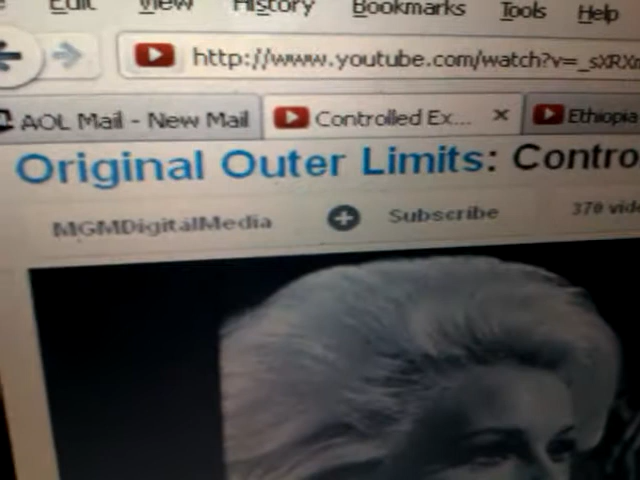 Edit View History Bookmarks Tools Help
http://www.youtube.com/watch?v=_sXRX
AOL Mail - New Mail Controlled Ex... × Ethiopia
Original Outer Limits: Contro
MGMDigitalMedia + Subscribe 370 vide